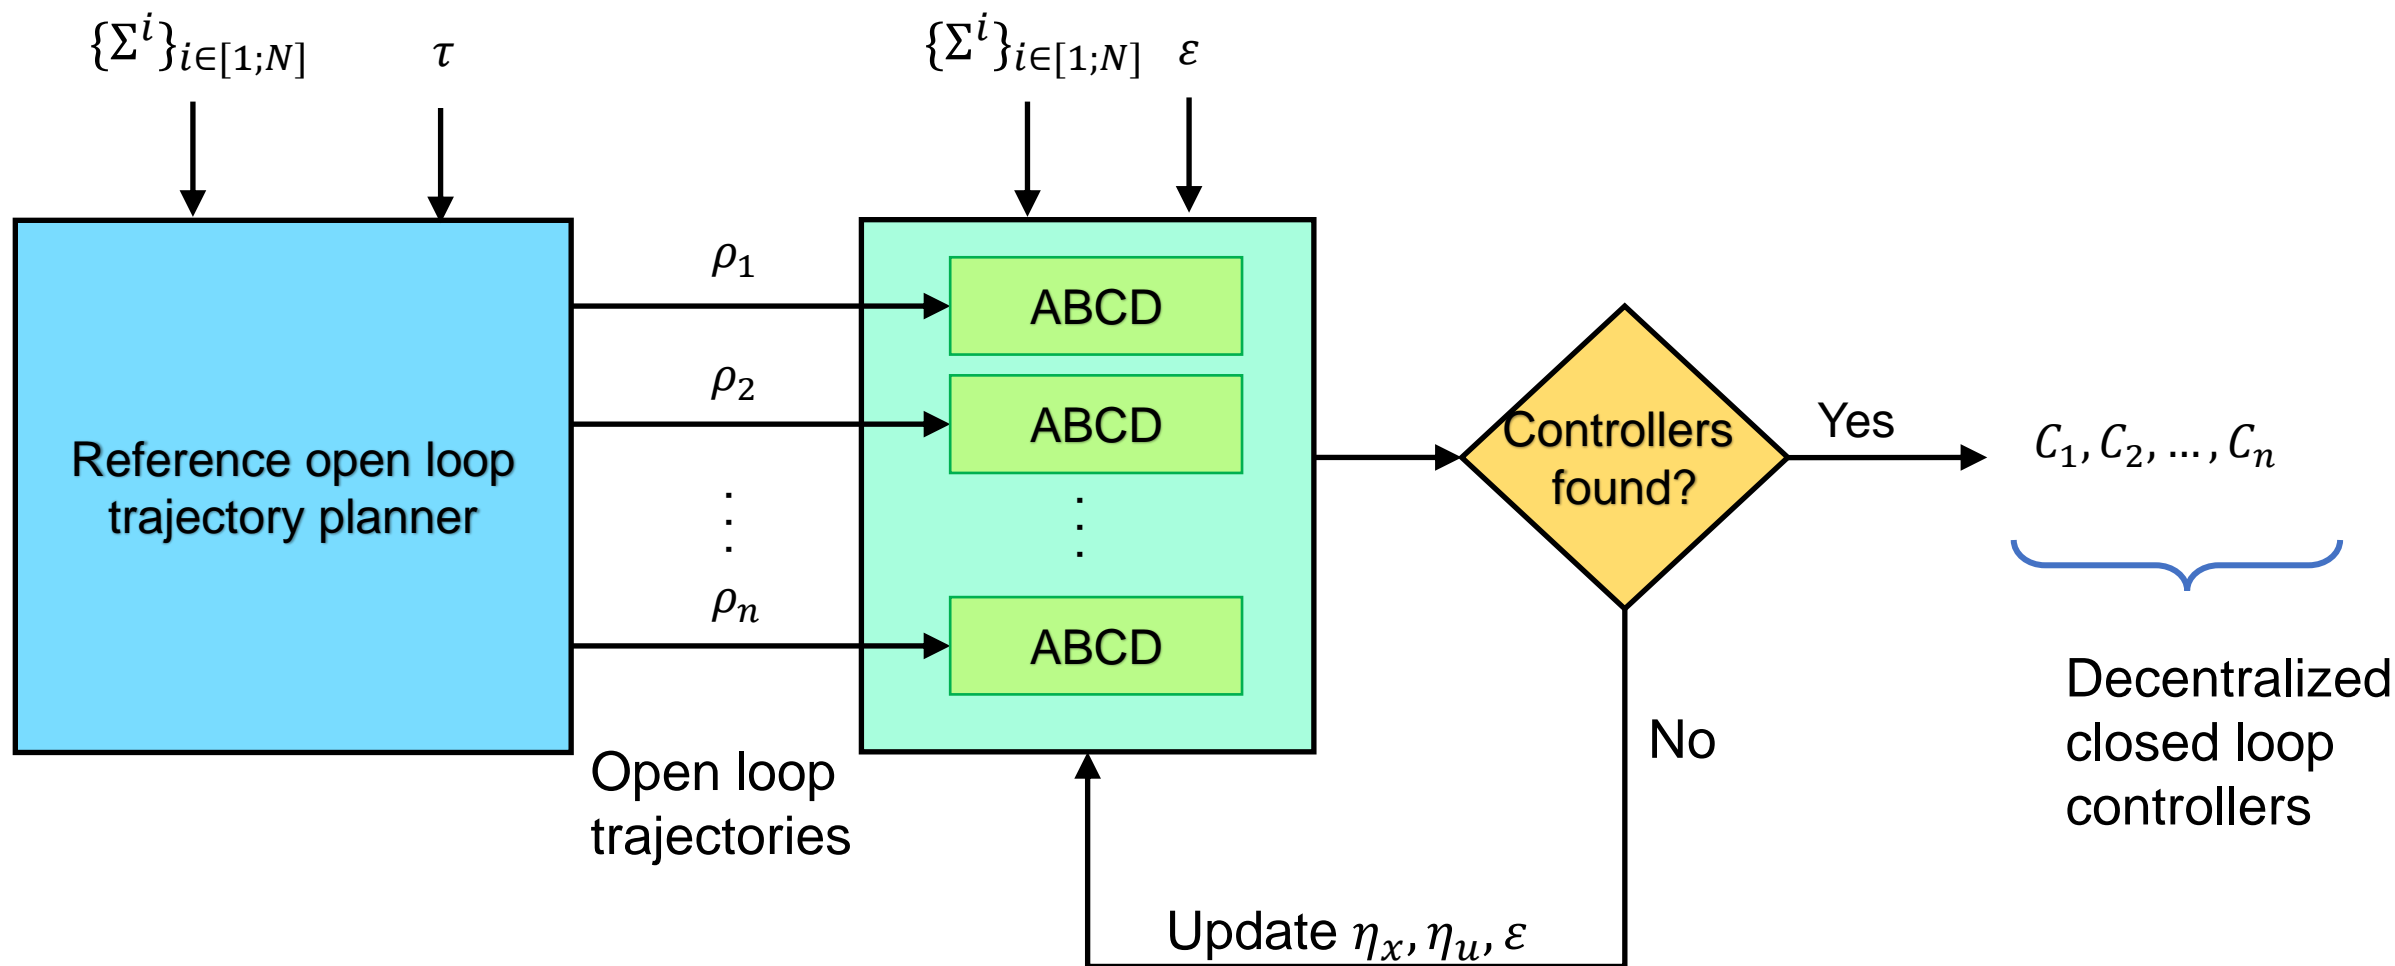 {Σ^i}_{i∈[1;N]} τ
{Σ^i}_{i∈[1;N]} ε
Reference open loop
trajectory planner
ρ_1
ρ_2
⋮
ρ_n
Open loop
trajectories
ABCD
ABCD
⋮
ABCD
Controllers
found?
Yes
No
Update η_x, η_u, ε
C_1, C_2, …, C_n
Decentralized
closed loop
controllers